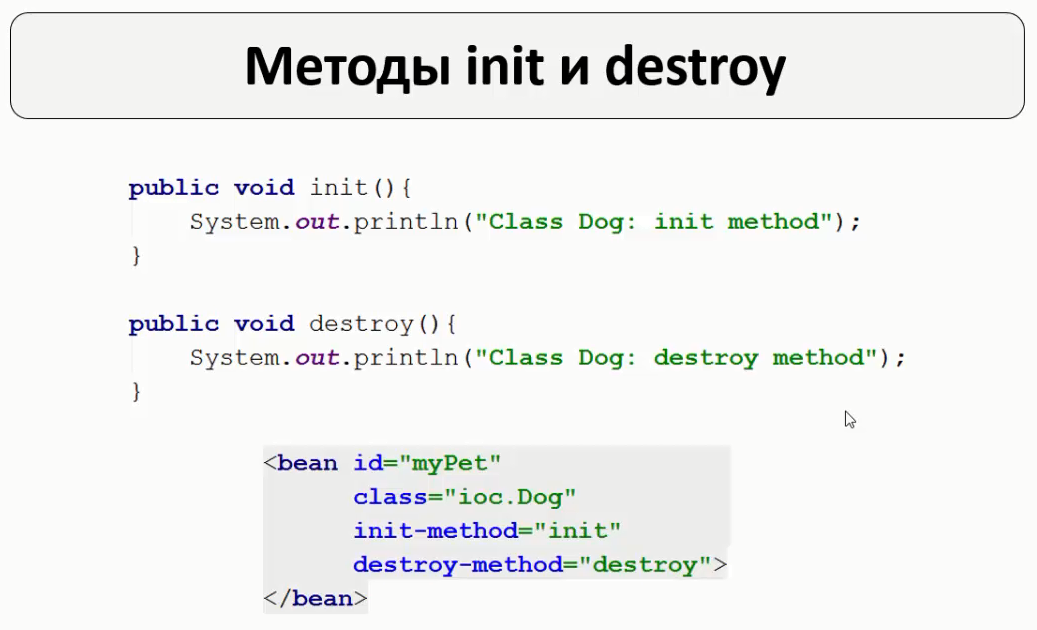 Методы init и destroy
public void init(){
System.out.println("Class Dog: init method");
}
public void destroy(){
System.out.println("Class Dog: destroy method");
}
<bean id="myPet"
class="ioc.Dog"
init-method="init"
destroy-method="destroy">
</bean>